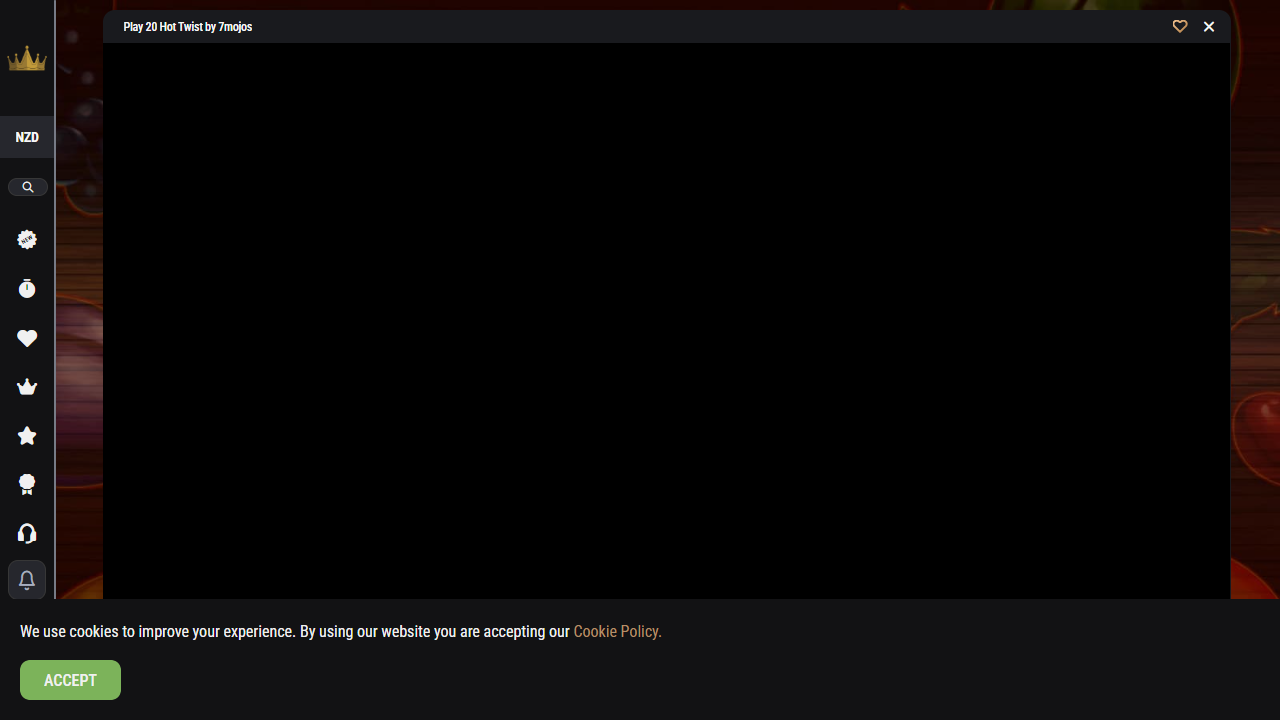 Play 20 Hot Twist by 7mojos
NZD
NEW
We use cookies to improve your experience. By using our website you are accepting our Cookie Policy.
ACCEPT